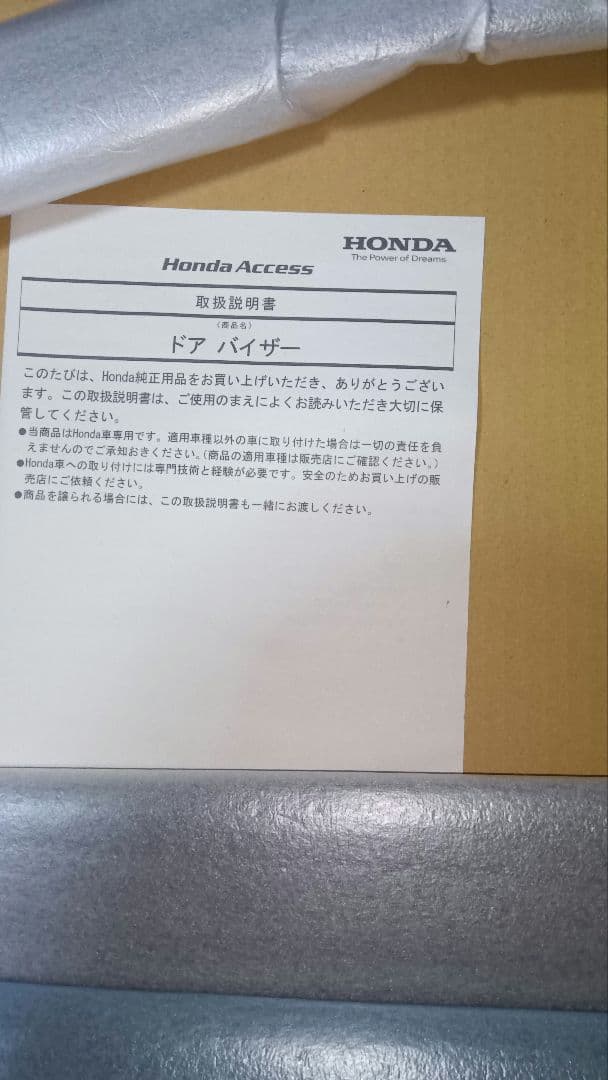 HONDA
The Power of Dreams
Honda Access
取扱説明書
〈商品名〉
ドア バイザー
このたびは、Honda純正用品をお買い上げいただき、ありがとうござい
ます。この取扱説明書は、ご使用のまえによくお読みいただき大切に保
管してください。
●当商品はHonda車専用です。適用車種以外の車に取り付けた場合は一切の責任を負
えませんのでご承知おきください。(商品の適用車種は販売店にご確認ください。)
●Honda車への取り付けには専門技術と経験が必要です。安全のためお買い上げの販
売店にご依頼ください。
●商品を譲られる場合には、この取扱説明書も一緒にお渡しください。